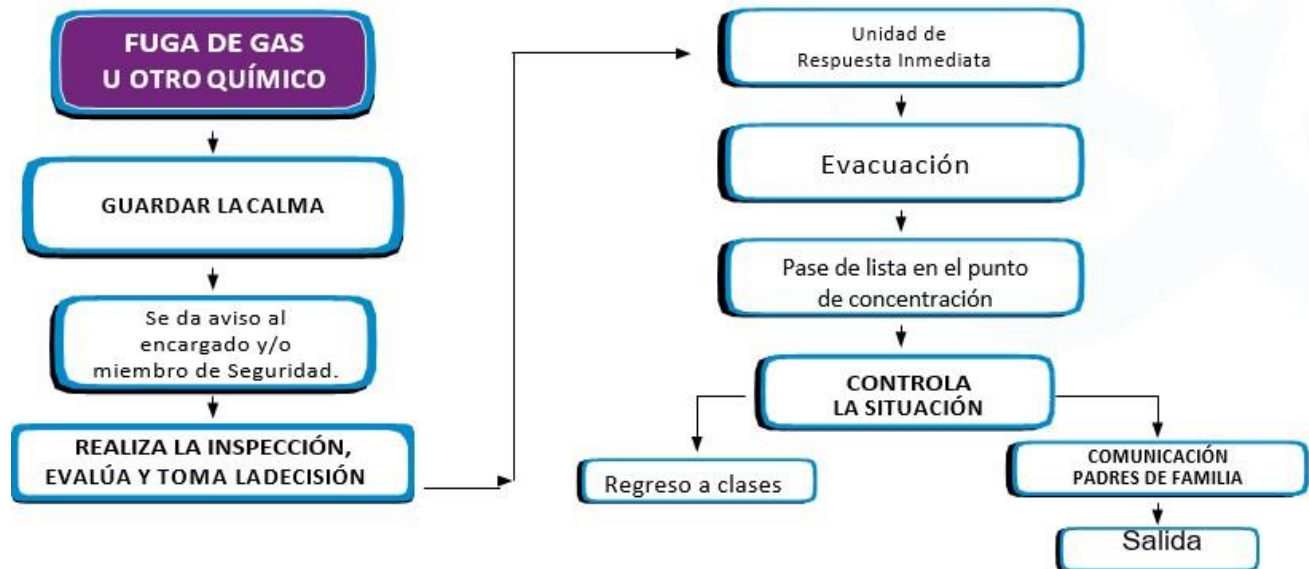 FUGA DE GAS
U OTRO QUÍMICO
GUARDAR LA CALMA
Se da aviso al
encargado y/o
miembro de Seguridad.
REALIZA LA INSPECCIÓN,
EVALÚA Y TOMA LA DECISIÓN
Unidad de
Respuesta Inmediata
Evacuación
Pase de lista en el punto
de concentración
CONTROLA
LA SITUACIÓN
Regreso a clases
COMUNICACIÓN
PADRES DE FAMILIA
Salida